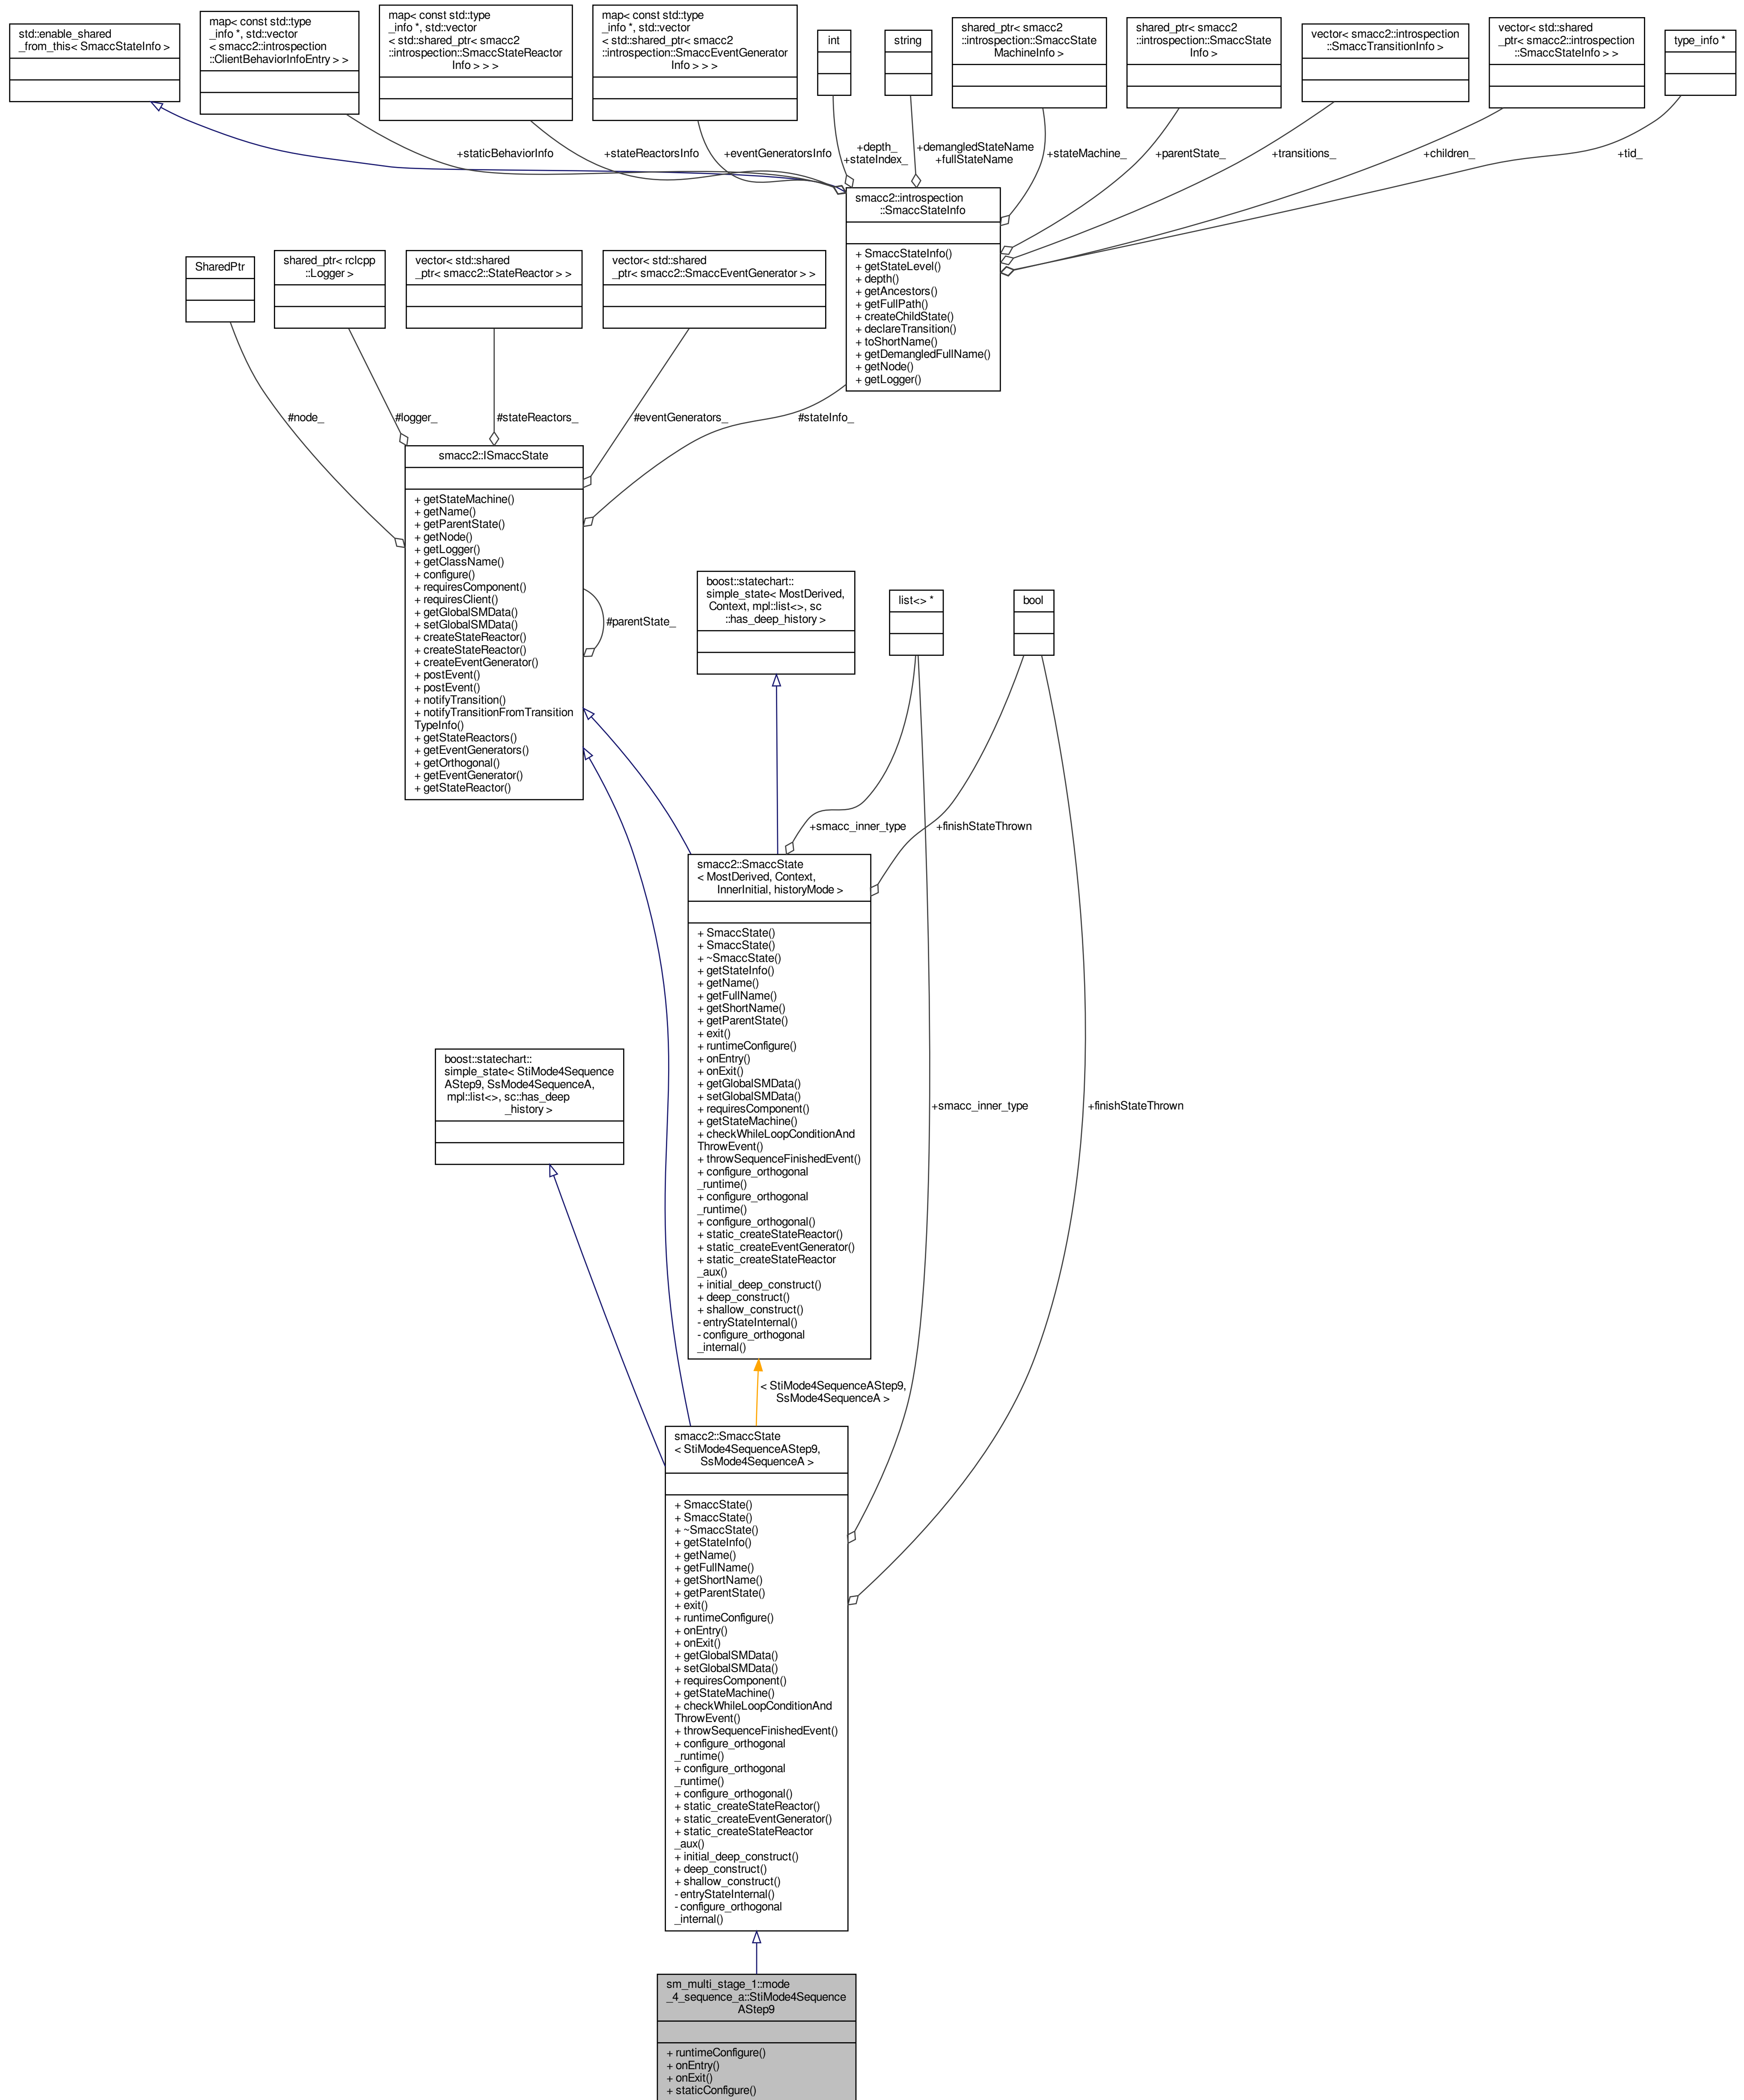 std::enable_shared
_from_this< SmaccStateInfo >
map< const std::type
_info *, std::vector
< smacc2::introspection
::ClientBehaviorInfoEntry > >
map< const std::type
_info *, std::vector
< std::shared_ptr< smacc2
::introspection::SmaccStateReactor
Info > > >
map< const std::type
_info *, std::vector
< std::shared_ptr< smacc2
::introspection::SmaccEventGenerator
Info > > >
int
string
shared_ptr< smacc2
::introspection::SmaccState
MachineInfo >
shared_ptr< smacc2
::introspection::SmaccState
Info >
vector< smacc2::introspection
::SmaccTransitionInfo >
vector< std::shared
_ptr< smacc2::introspection
::SmaccStateInfo > >
type_info *
+staticBehaviorInfo
+stateReactorsInfo
+eventGeneratorsInfo
+depth_
+stateIndex_
+demangledStateName
+fullStateName
+stateMachine_
+parentState_
+transitions_
+children_
+tid_
smacc2::introspection
::SmaccStateInfo
+ SmaccStateInfo()
+ getStateLevel()
+ depth()
+ getAncestors()
+ getFullPath()
+ createChildState()
+ declareTransition()
+ toShortName()
+ getDemangledFullName()
+ getNode()
+ getLogger()
SharedPtr
shared_ptr< rclcpp
::Logger >
vector< std::shared
_ptr< smacc2::StateReactor > >
vector< std::shared
_ptr< smacc2::SmaccEventGenerator > >
#node_
#logger_
#stateReactors_
#eventGenerators_
#stateInfo_
smacc2::ISmaccState
+ getStateMachine()
+ getName()
+ getParentState()
+ getNode()
+ getLogger()
+ getClassName()
+ configure()
+ requiresComponent()
+ requiresClient()
+ getGlobalSMData()
+ setGlobalSMData()
+ createStateReactor()
+ createStateReactor()
+ createEventGenerator()
+ postEvent()
+ postEvent()
+ notifyTransition()
+ notifyTransitionFromTransition
TypeInfo()
+ getStateReactors()
+ getEventGenerators()
+ getOrthogonal()
+ getEventGenerator()
+ getStateReactor()
#parentState_
boost::statechart::
simple_state< MostDerived,
Context, mpl::list<>, sc
::has_deep_history >
list<> *
bool
+smacc_inner_type
+finishStateThrown
smacc2::SmaccState
< MostDerived, Context,
InnerInitial, historyMode >
+ SmaccState()
+ SmaccState()
+ ~SmaccState()
+ getStateInfo()
+ getName()
+ getFullName()
+ getShortName()
+ getParentState()
+ exit()
+ runtimeConfigure()
+ onEntry()
+ onExit()
+ getGlobalSMData()
+ setGlobalSMData()
+ requiresComponent()
+ getStateMachine()
+ checkWhileLoopConditionAnd
ThrowEvent()
+ throwSequenceFinishedEvent()
+ configure_orthogonal
_runtime()
+ configure_orthogonal
_runtime()
+ configure_orthogonal()
+ static_createStateReactor()
+ static_createEventGenerator()
+ static_createStateReactor
_aux()
+ initial_deep_construct()
+ deep_construct()
+ shallow_construct()
- entryStateInternal()
- configure_orthogonal
_internal()
boost::statechart::
simple_state< StiMode4Sequence
AStep9, SsMode4SequenceA,
mpl::list<>, sc::has_deep
_history >
+smacc_inner_type
+finishStateThrown
< StiMode4SequenceAStep9,
SsMode4SequenceA >
smacc2::SmaccState
< StiMode4SequenceAStep9,
SsMode4SequenceA >
+ SmaccState()
+ SmaccState()
+ ~SmaccState()
+ getStateInfo()
+ getName()
+ getFullName()
+ getShortName()
+ getParentState()
+ exit()
+ runtimeConfigure()
+ onEntry()
+ onExit()
+ getGlobalSMData()
+ setGlobalSMData()
+ requiresComponent()
+ getStateMachine()
+ checkWhileLoopConditionAnd
ThrowEvent()
+ throwSequenceFinishedEvent()
+ configure_orthogonal
_runtime()
+ configure_orthogonal
_runtime()
+ configure_orthogonal()
+ static_createStateReactor()
+ static_createEventGenerator()
+ static_createStateReactor
_aux()
+ initial_deep_construct()
+ deep_construct()
+ shallow_construct()
- entryStateInternal()
- configure_orthogonal
_internal()
sm_multi_stage_1::mode
_4_sequence_a::StiMode4Sequence
AStep9
+ runtimeConfigure()
+ onEntry()
+ onExit()
+ staticConfigure()